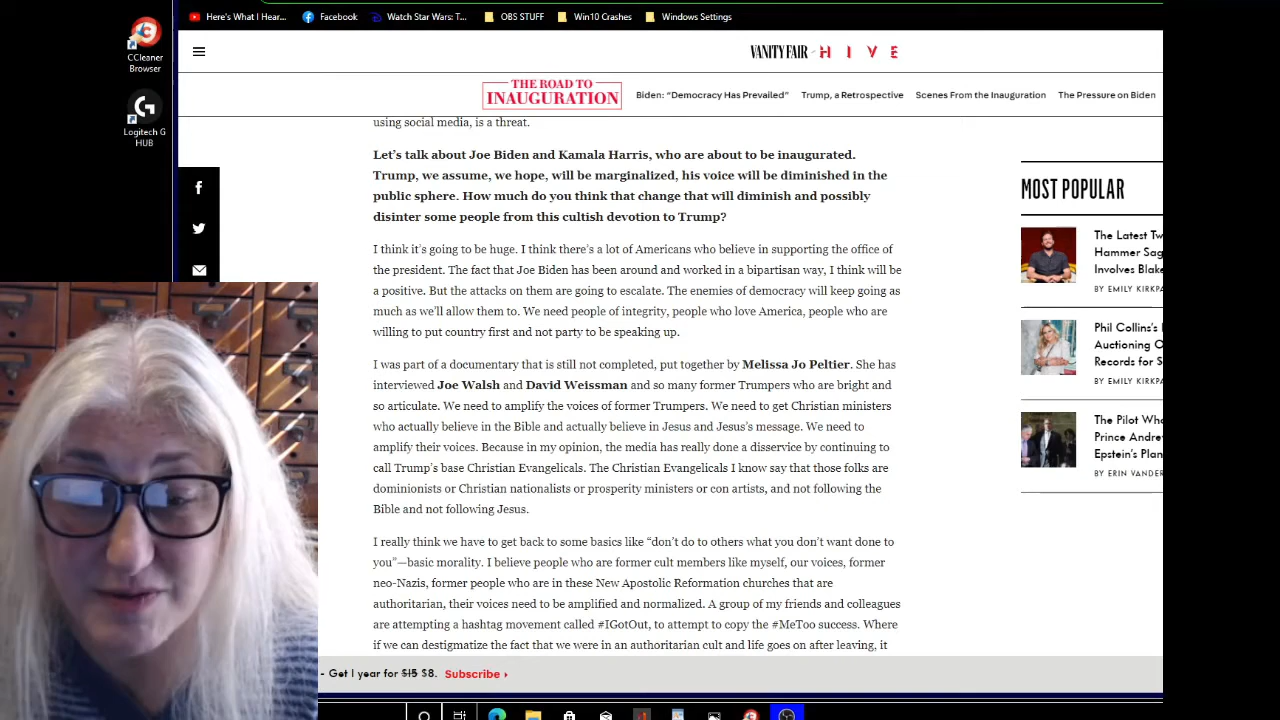 Here's What I Hear...
Facebook
Watch Star Wars: T...
OBS STUFF
Win10 Crashes
Windows Settings
CCleaner
Browser
Logitech G
HUB
VANITY FAIR
HIVE
THE ROAD TO
INAUGURATION
Biden: “Democracy Has Prevailed”
Trump, a Retrospective
Scenes From the Inauguration
The Pressure on Biden
using social media, is a threat.
Let’s talk about Joe Biden and Kamala Harris, who are about to be inaugurated.
Trump, we assume, we hope, will be marginalized, his voice will be diminished in the
public sphere. How much do you think that change that will diminish and possibly
disinter some people from this cultish devotion to Trump?
I think it’s going to be huge. I think there’s a lot of Americans who believe in supporting the office of
the president. The fact that Joe Biden has been around and worked in a bipartisan way, I think will be
a positive. But the attacks on them are going to escalate. The enemies of democracy will keep going as
much as we’ll allow them to. We need people of integrity, people who love America, people who are
willing to put country first and not party to be speaking up.
I was part of a documentary that is still not completed, put together by Melissa Jo Peltier. She has
interviewed Joe Walsh and David Weissman and so many former Trumpers who are bright and
so articulate. We need to amplify the voices of former Trumpers. We need to get Christian ministers
who actually believe in the Bible and actually believe in Jesus and Jesus’s message. We need to
amplify their voices. Because in my opinion, the media has really done a disservice by continuing to
call Trump’s base Christian Evangelicals. The Christian Evangelicals I know say that those folks are
dominionists or Christian nationalists or prosperity ministers or con artists, and not following the
Bible and not following Jesus.
I really think we have to get back to some basics like “don’t do to others what you don’t want done to
you”—basic morality. I believe people who are former cult members like myself, our voices, former
neo-Nazis, former people who are in these New Apostolic Reformation churches that are
authoritarian, their voices need to be amplified and normalized. A group of my friends and colleagues
are attempting a hashtag movement called #IGotOut, to attempt to copy the #MeToo success. Where
if we can destigmatize the fact that we were in an authoritarian cult and life goes on after leaving, it
MOST POPULAR
The Latest Tw
Hammer Sag
Involves Blake
BY EMILY KIRKPA
Phil Collins’s
Auctioning O
Records for $
BY EMILY KIRKPA
The Pilot Who
Prince Andre
Epstein’s Plan
BY ERIN VANDER
- Get 1 year for $15 $8. Subscribe ›